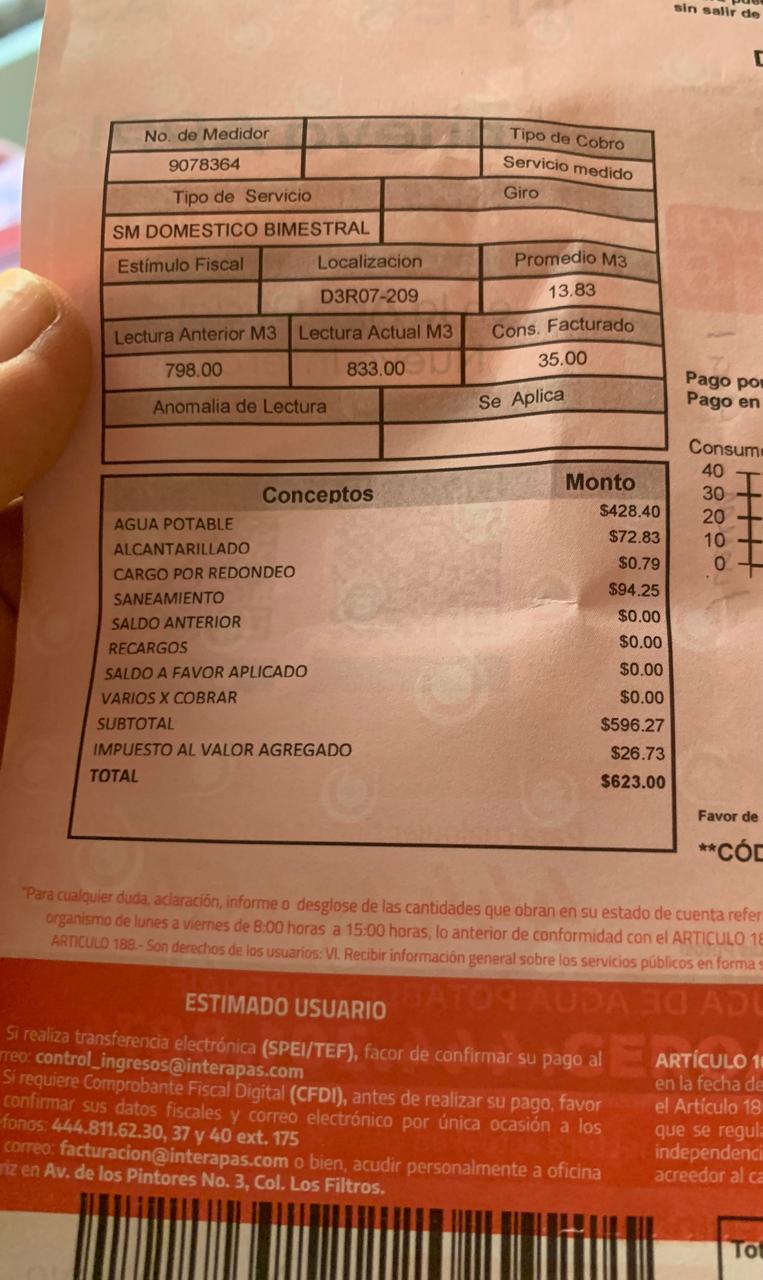 sin salir de
No. de Medidor Tipo de Cobro
9078364 Servicio medido
Tipo de Servicio Giro
SM DOMESTICO BIMESTRAL
Estímulo Fiscal Localizacion Promedio M3
D3R07-209 13.83
Lectura Anterior M3 Lectura Actual M3 Cons. Facturado
798.00 833.00 35.00
Anomalia de Lectura Se Aplica
Pago por
Pago en
Consumo
40
30
20
10
0
Conceptos Monto
AGUA POTABLE $428.40
ALCANTARILLADO $72.83
CARGO POR REDONDEO $0.79
SANEAMIENTO $94.25
SALDO ANTERIOR $0.00
RECARGOS $0.00
SALDO A FAVOR APLICADO $0.00
VARIOS X COBRAR $0.00
SUBTOTAL $596.27
IMPUESTO AL VALOR AGREGADO $26.73
TOTAL $623.00
Favor de
**CÓD
"Para cualquier duda, aclaración, informe o desglose de las cantidades que obran en su estado de cuenta refer
organismo de lunes a viernes de 8:00 horas a 15:00 horas, lo anterior de conformidad con el ARTICULO 18
ARTICULO 188.- Son derechos de los usuarios: VI. Recibir información general sobre los servicios públicos en forma s
ESTIMADO USUARIO
Si realiza transferencia electrónica (SPEI/TEF), facor de confirmar su pago al
rreo: control_ingresos@interapas.com
Si requiere Comprobante Fiscal Digital (CFDI), antes de realizar su pago, favor
confirmar sus datos fiscales y correo electrónico por única ocasión a los
éfonos: 444.811.62.30, 37 y 40 ext. 175
correo: facturacion@interapas.com o bien, acudir personalmente a oficina
riz en Av. de los Pintores No. 3, Col. Los Filtros.
ARTÍCULO 1
en la fecha de
el Artículo 18
que se regul
independenci
acreedor al ca
Tot